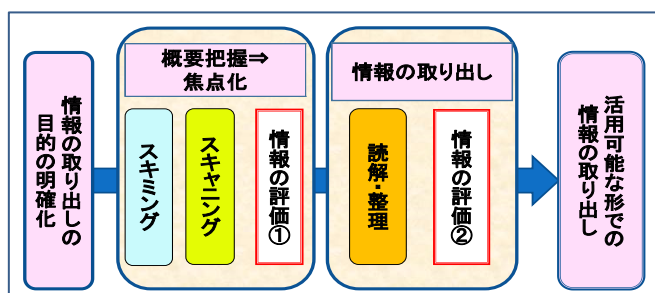 情報の取り出しの
目的の明確化
概要把握⇒
焦点化
スキミング
スキャニング
情報の評価①
情報の取り出し
読解・整理
情報の評価②
活用可能な形での
情報の取り出し